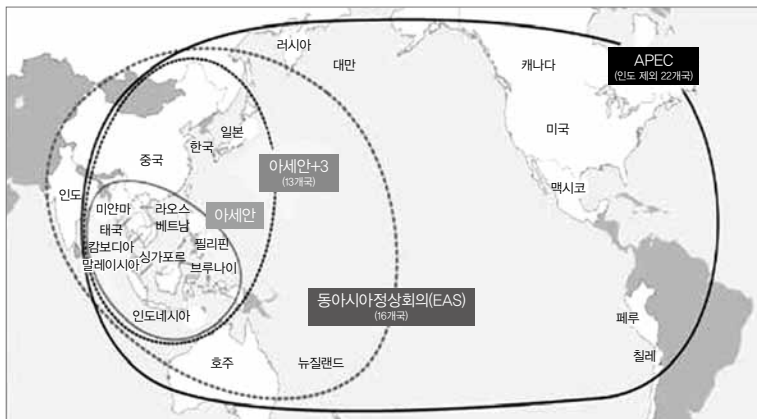 러시아
대만
캐나다
APEC
(인도 제외 22개국)
일본
한국
중국
미국
아세안+3
(13개국)
맥시코
인도
미얀마
라오스
아세안
태국
베트남
캄보디아
필리핀
말레이시아
싱가포르
브루나이
동아시아정상회의(EAS)
(16개국)
인도네시아
페루
호주
뉴질랜드
칠레